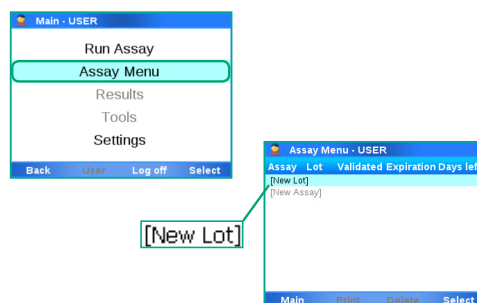 Main - USER
Run Assay
Assay Menu
Results
Tools
Settings
Back User Log off Select
Assay Menu - USER
Assay Lot Validated Expiration Days left
[New Lot]
[New Assay]
[New Lot]
Main Print Delete Select